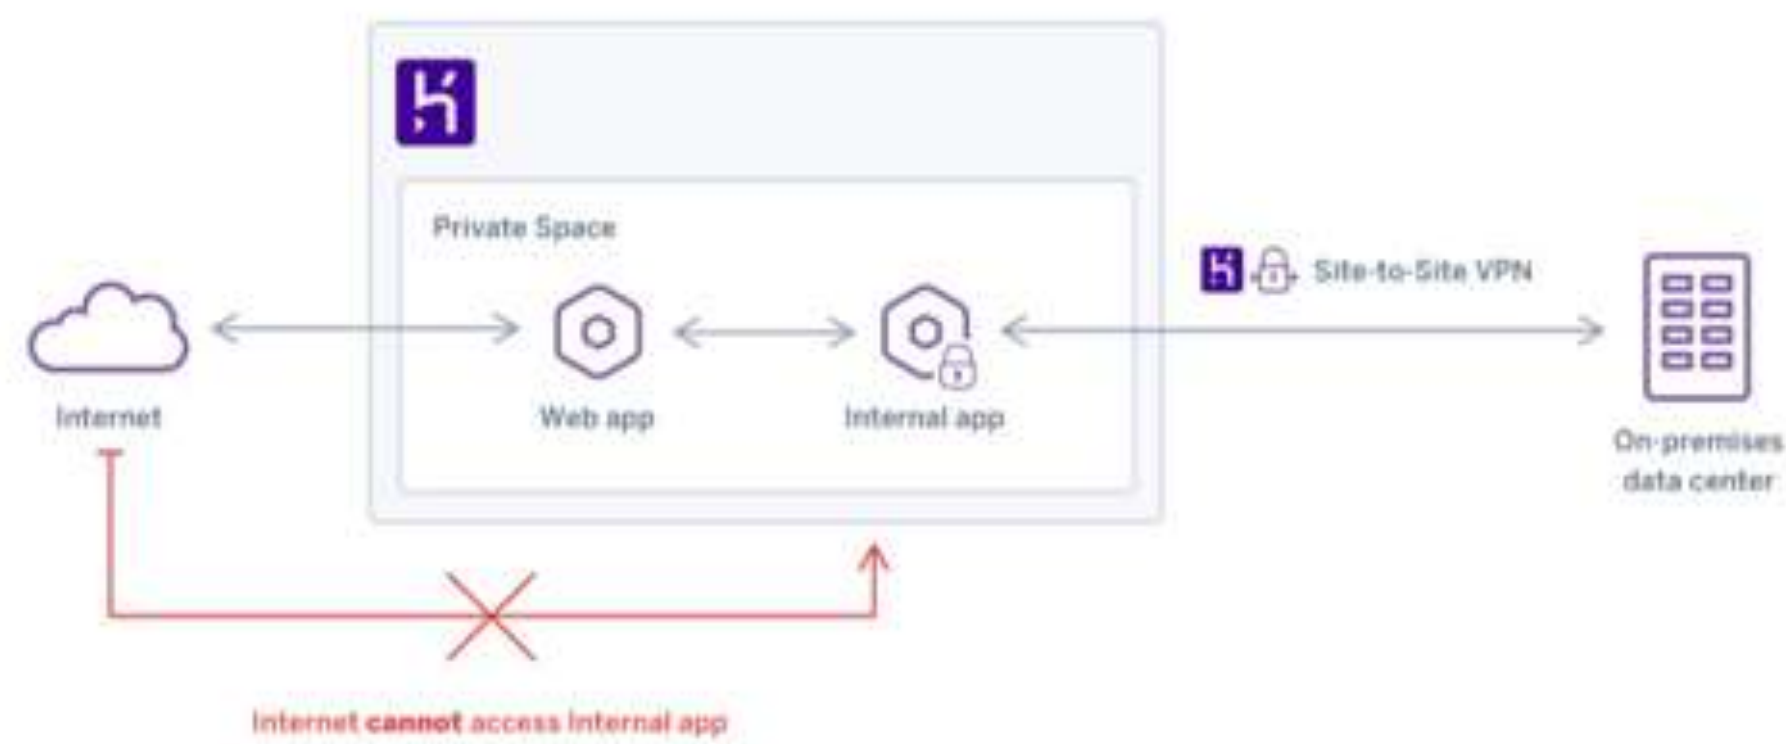 Private Space
Site-to-Site VPN
Internet
Web app
Internal app
On-premises
data center
Internet cannot access Internal app